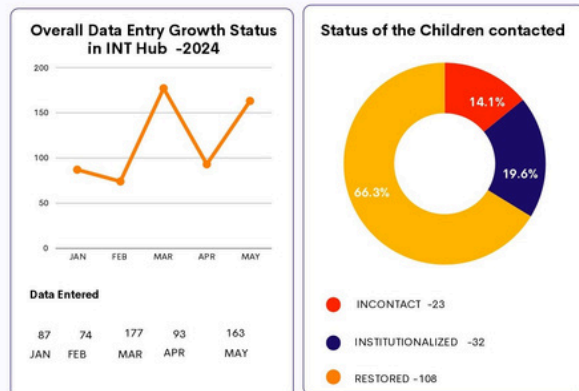 Overall Data Entry Growth Status
in INT Hub -2024
200
150
100
50
0
JAN FEB MAR APR MAY
Data Entered
87 74 177 93 163
JAN FEB MAR APR MAY
Status of the Children contacted
14.1%
19.6%
66.3%
INCONTACT -23
INSTITUTIONALIZED -32
RESTORED -108